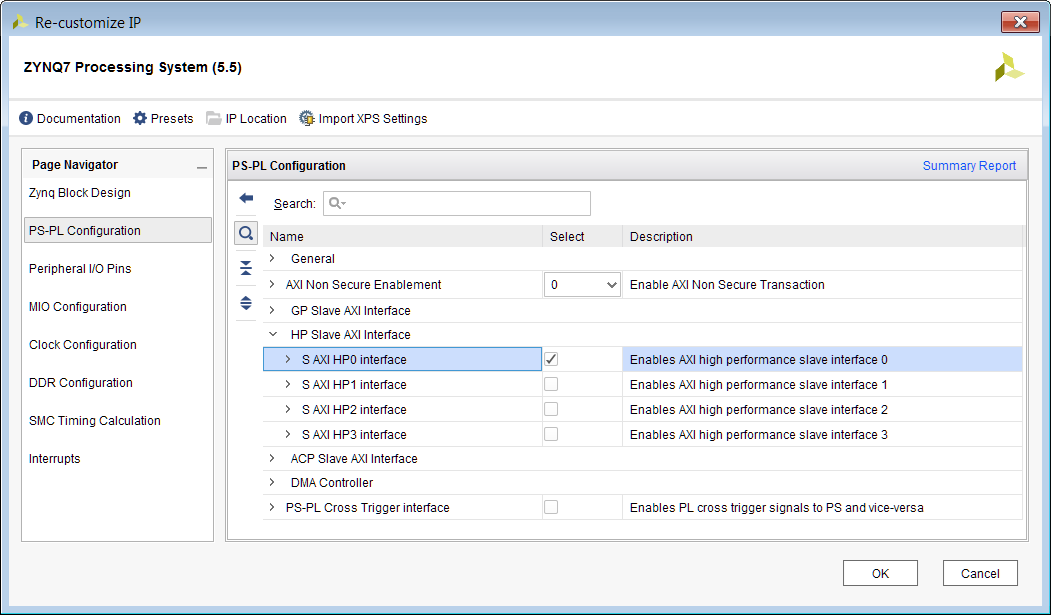 Re-customize IP
ZYNQ7 Processing System (5.5)
Documentation Presets IP Location Import XPS Settings
Page Navigator
Zynq Block Design
PS-PL Configuration
Peripheral I/O Pins
MIO Configuration
Clock Configuration
DDR Configuration
SMC Timing Calculation
Interrupts
PS-PL Configuration Summary Report
Search:
Name Select Description
General
AXI Non Secure Enablement 0 Enable AXI Non Secure Transaction
GP Slave AXI Interface
HP Slave AXI Interface
S AXI HP0 interface Enables AXI high performance slave interface 0
S AXI HP1 interface Enables AXI high performance slave interface 1
S AXI HP2 interface Enables AXI high performance slave interface 2
S AXI HP3 interface Enables AXI high performance slave interface 3
ACP Slave AXI Interface
DMA Controller
PS-PL Cross Trigger interface Enables PL cross trigger signals to PS and vice-versa
OK Cancel